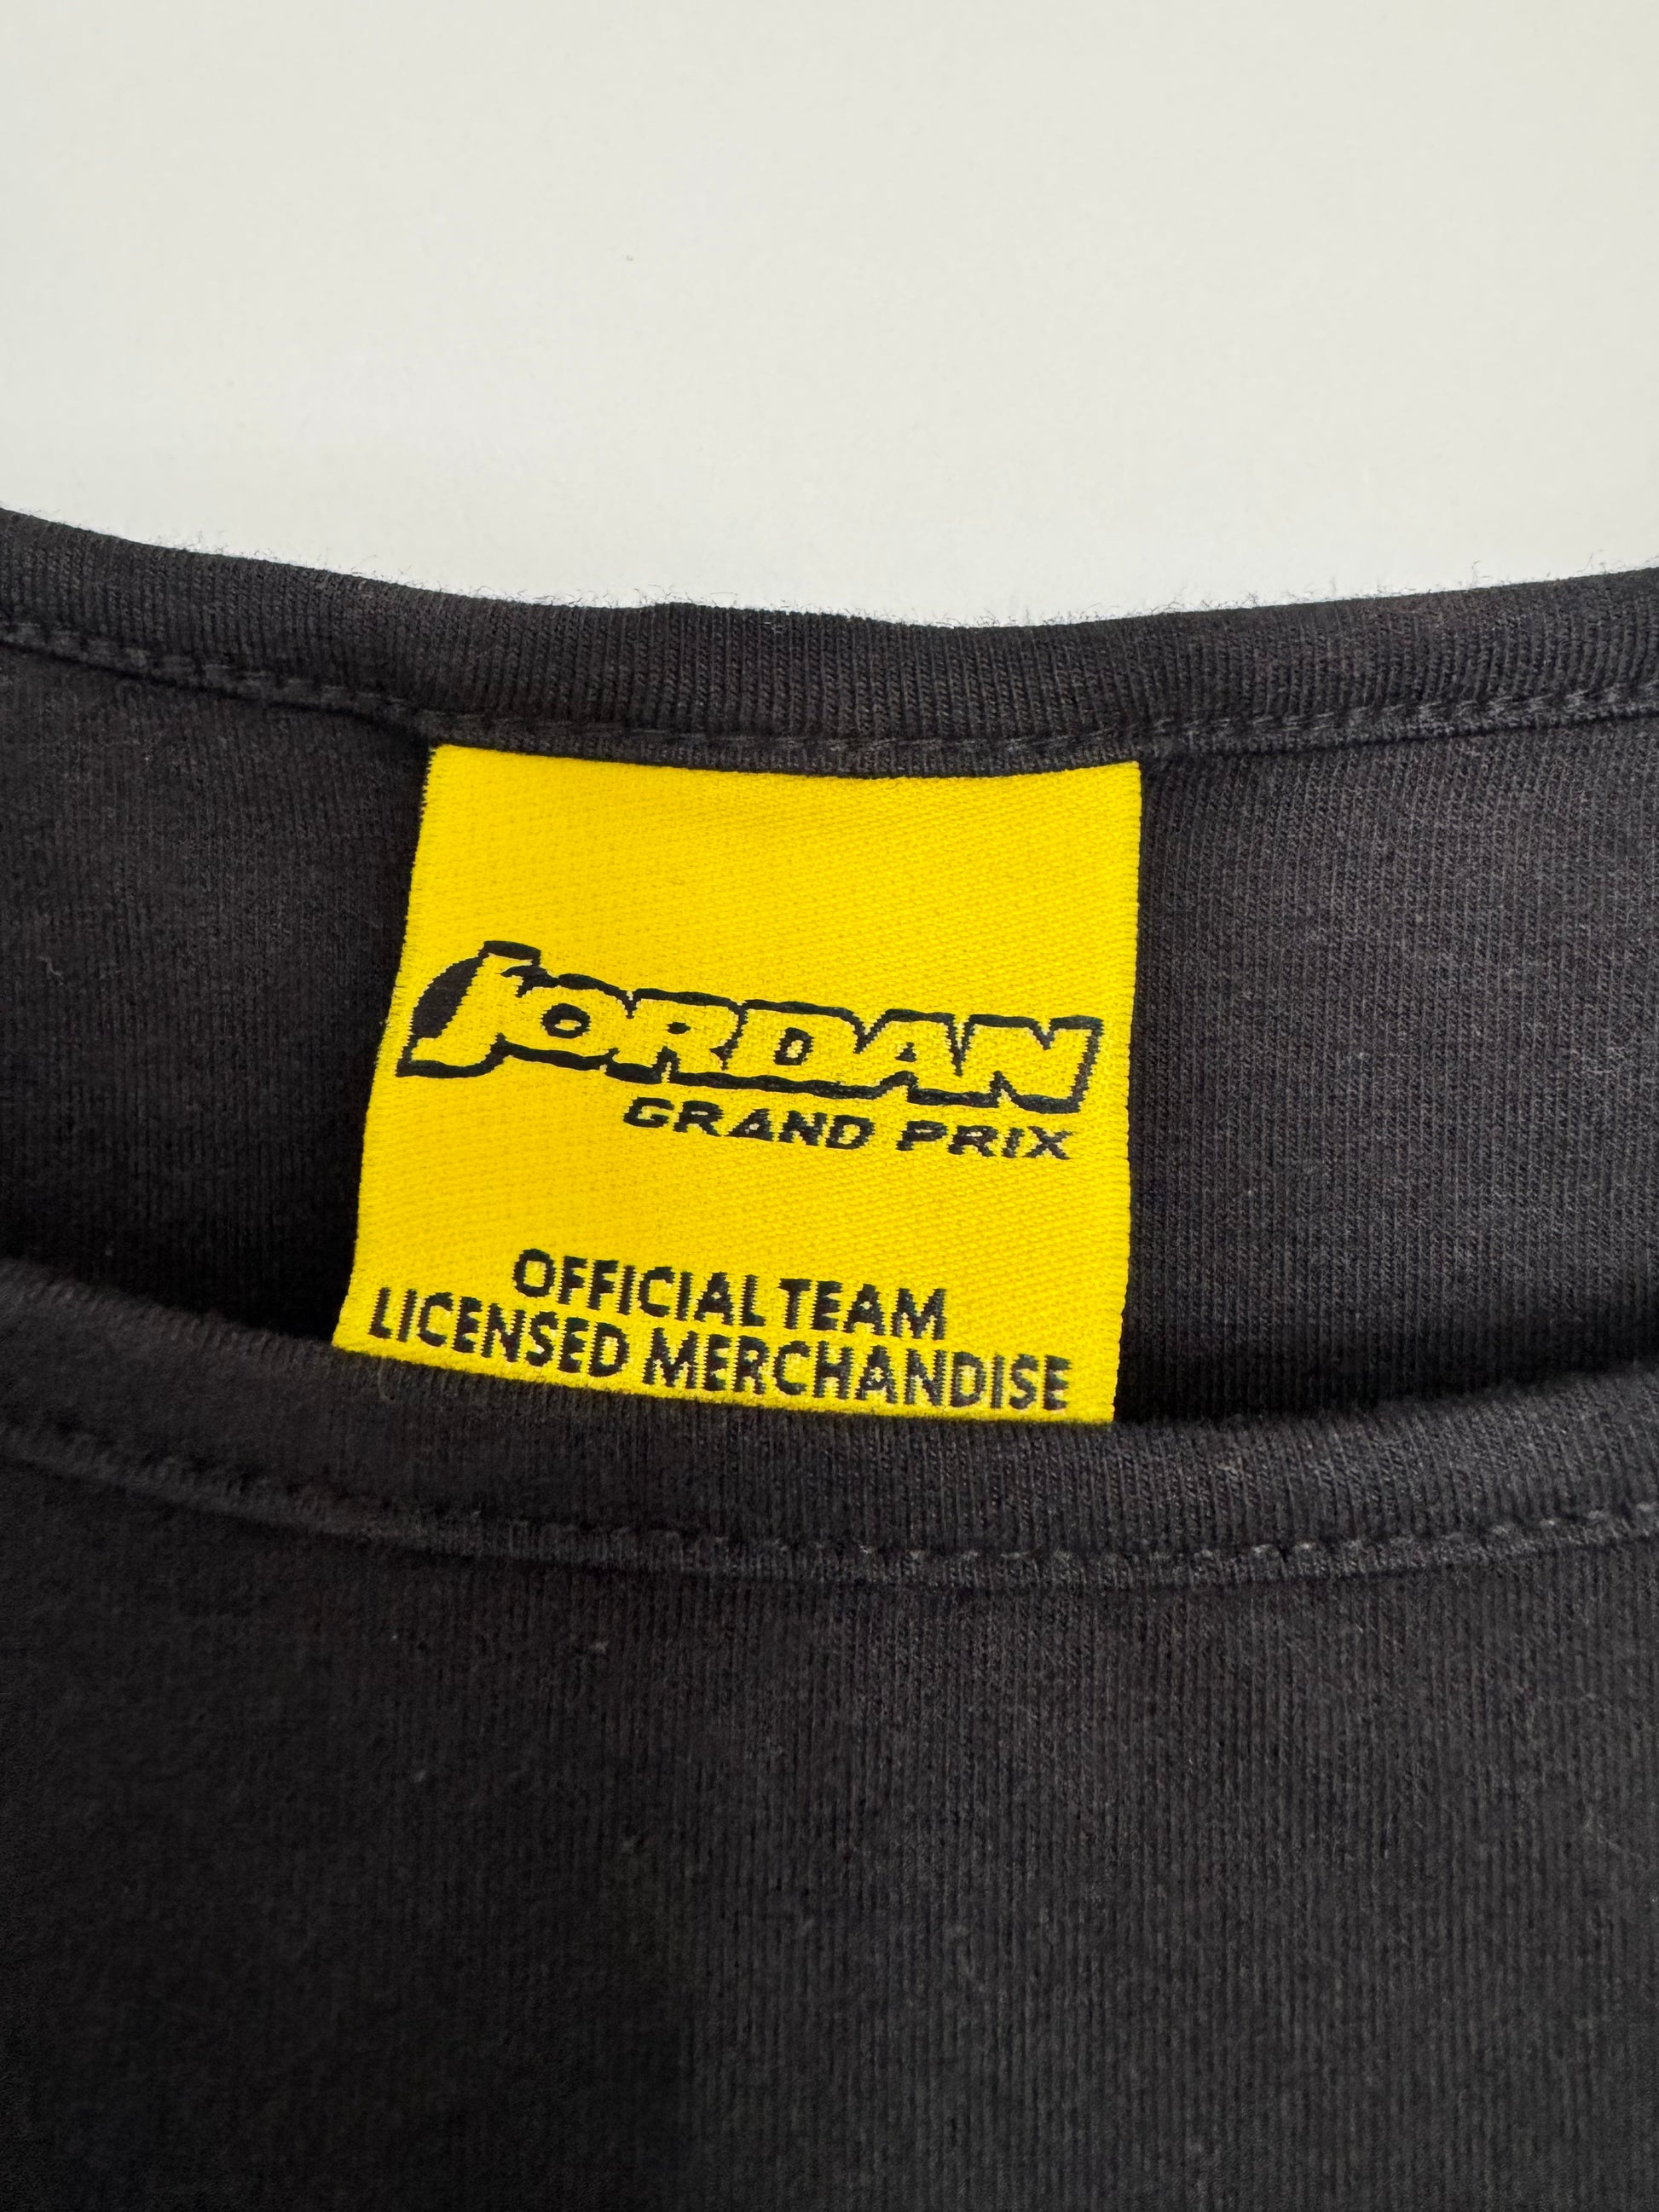 JORDAN
GRAND PRIX
OFFICIAL TEAM
LICENSED MERCHANDISE